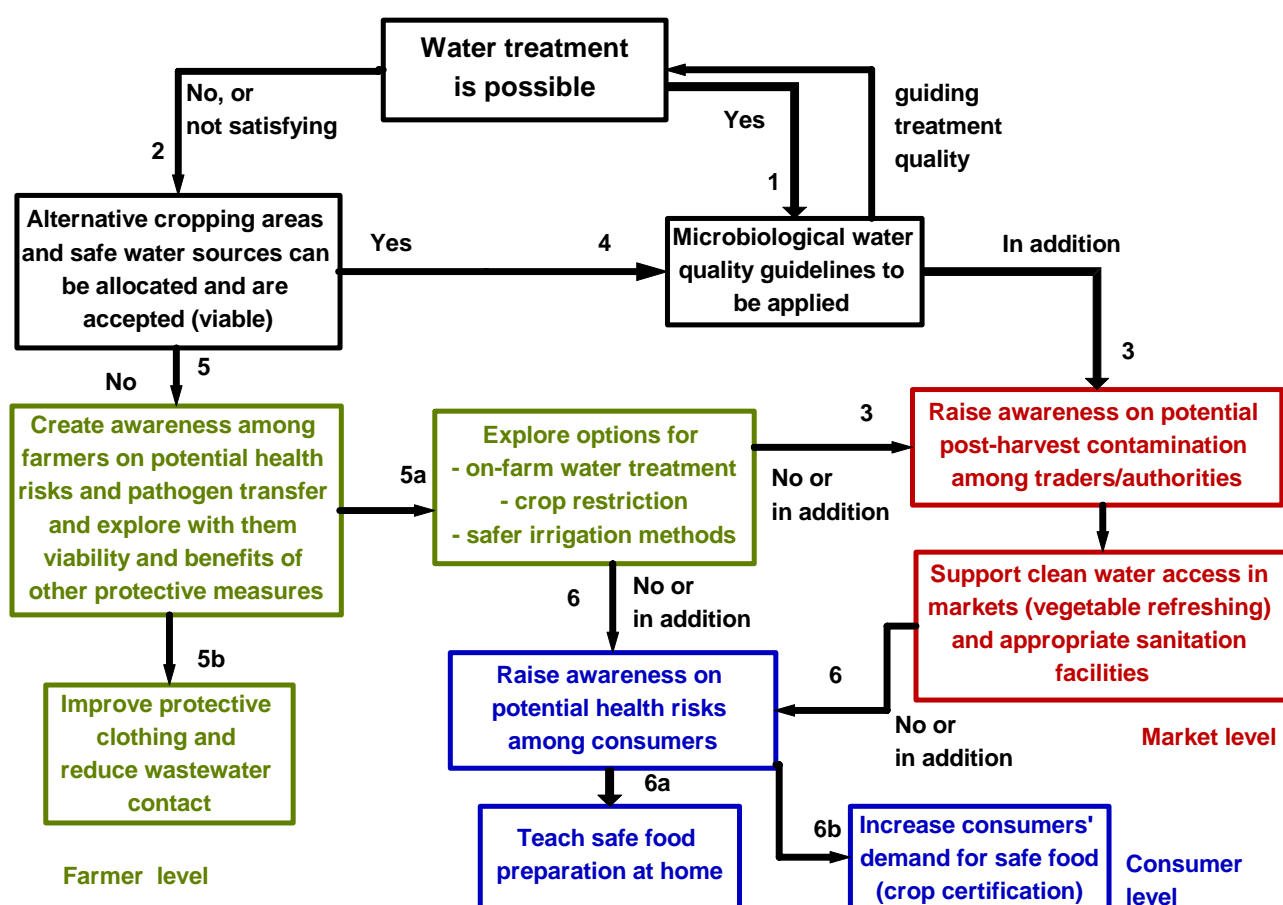 Water treatment
is possible
No, or
not satisfying
2
Yes
1
guiding
treatment
quality
Alternative cropping areas
and safe water sources can
be allocated and are
accepted (viable)
Yes
4
Microbiological water
quality guidelines to
be applied
In addition
3
No
5
Create awareness among
farmers on potential health
risks and pathogen transfer
and explore with them
viability and benefits of
other protective measures
5a
Explore options for
- on-farm water treatment
- crop restriction
- safer irrigation methods
3
No or
in addition
Raise awareness on potential
post-harvest contamination
among traders/authorities
Support clean water access in
markets (vegetable refreshing)
and appropriate sanitation
facilities
Market level
6
No or
in addition
6
No or
in addition
5b
Improve protective
clothing and
reduce wastewater
contact
Farmer level
Raise awareness on
potential health risks
among consumers
6a
Teach safe food
preparation at home
6b
Increase consumers'
demand for safe food
(crop certification)
Consumer
level